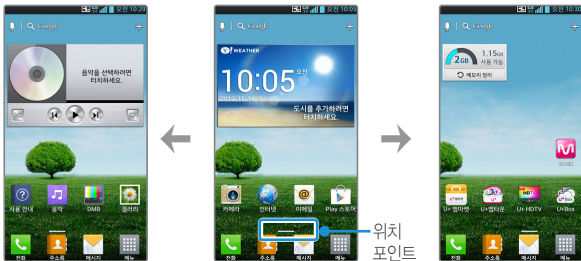 오전 10:29
Google
음악을 선택하려면
터치하세요.
사용 안내
음악
DMB
갤러리
전화
주소록
메시지
메뉴
오전 10:05
Google
WEATHER
10:05 오전
도시를 추가하려면
터치하세요.
카메라
인터넷
이메일
Play 스토어
전화
주소록
메시지
메뉴
위치
포인트
오전 10:30
Google
2GB
1.15GB
사용 가능
메모리 정리
U+ 앱마켓
U+앱타운
U+ HDTV
U+Box
전화
주소록
메시지
메뉴